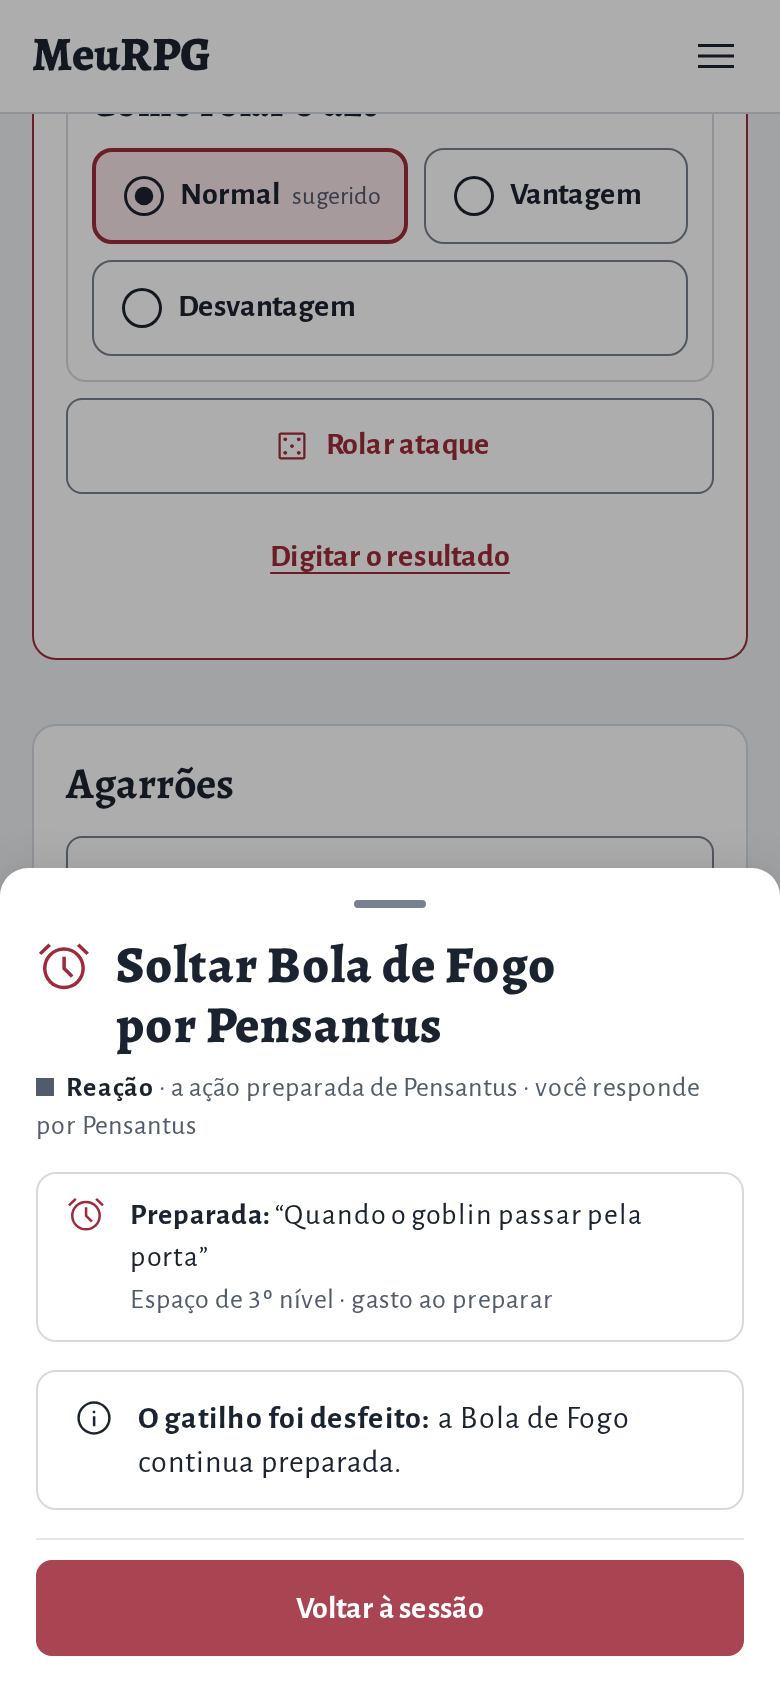 MeuRPG
Normal sugerido
Vantagem
Desvantagem
Rolar ataque
Digitar o resultado
Agarrões
Soltar Bola de Fogo
por Pensantus
Reação · a ação preparada de Pensantus · você responde
por Pensantus
Preparada: “Quando o goblin passar pela
porta”
Espaço de 3º nível · gasto ao preparar
O gatilho foi desfeito: a Bola de Fogo
continua preparada.
Voltar à sessão